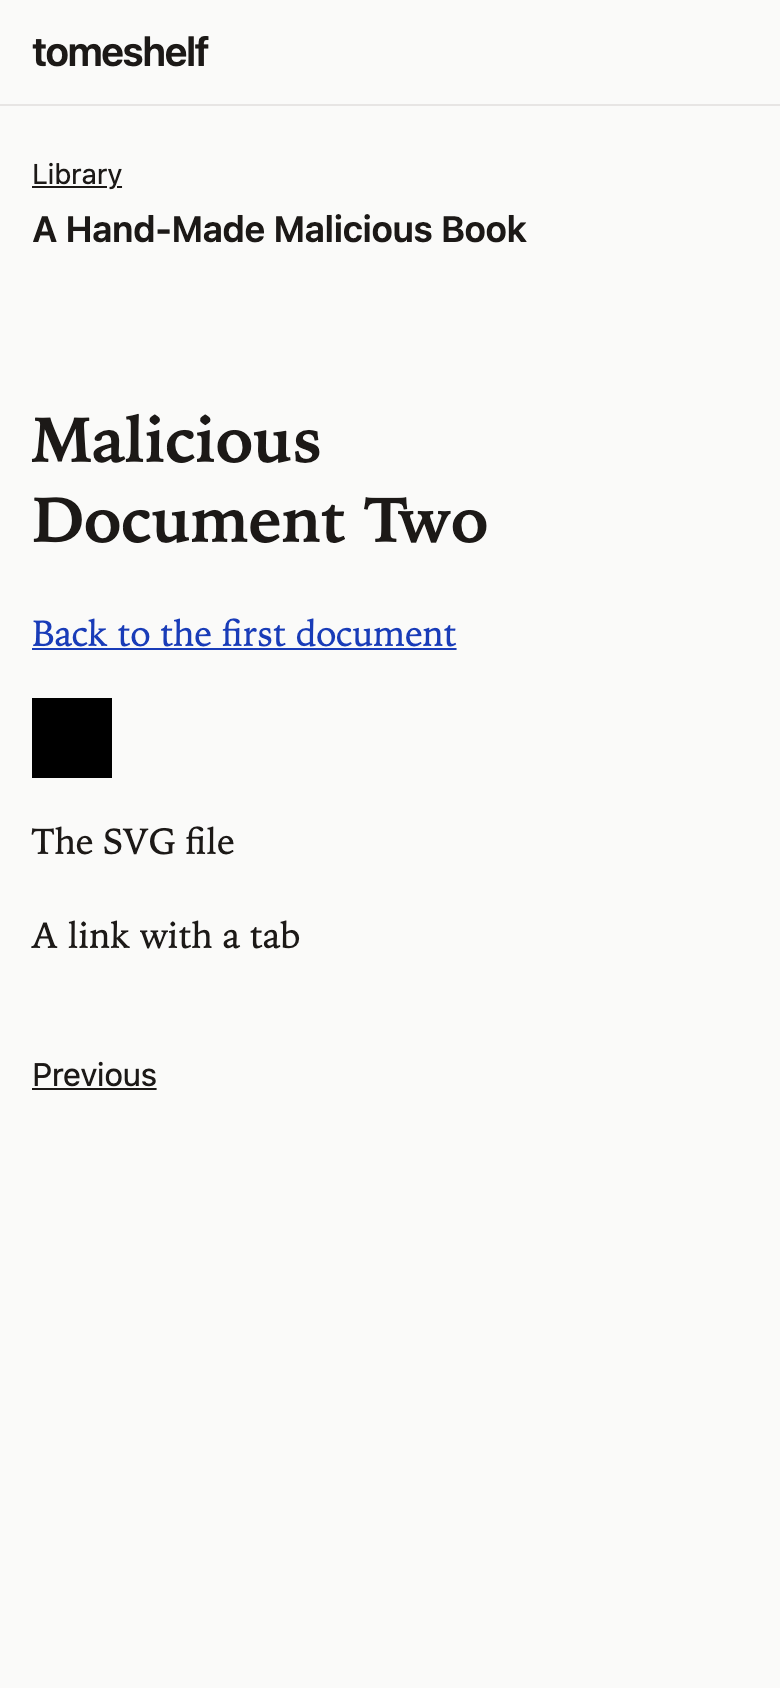 tomeshelf
Library
A Hand-Made Malicious Book
Malicious
Document Two
Back to the first document
The SVG file
A link with a tab
Previous